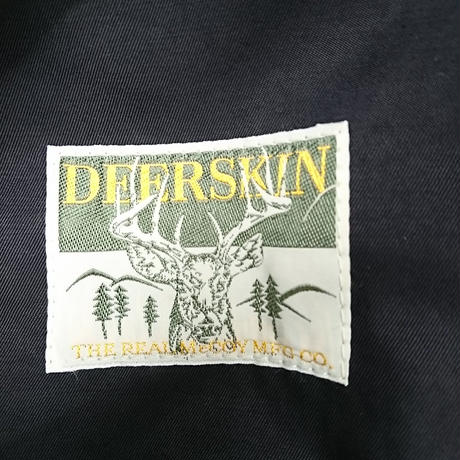 DEERSKIN
THE REAL McCOY MFG CO.